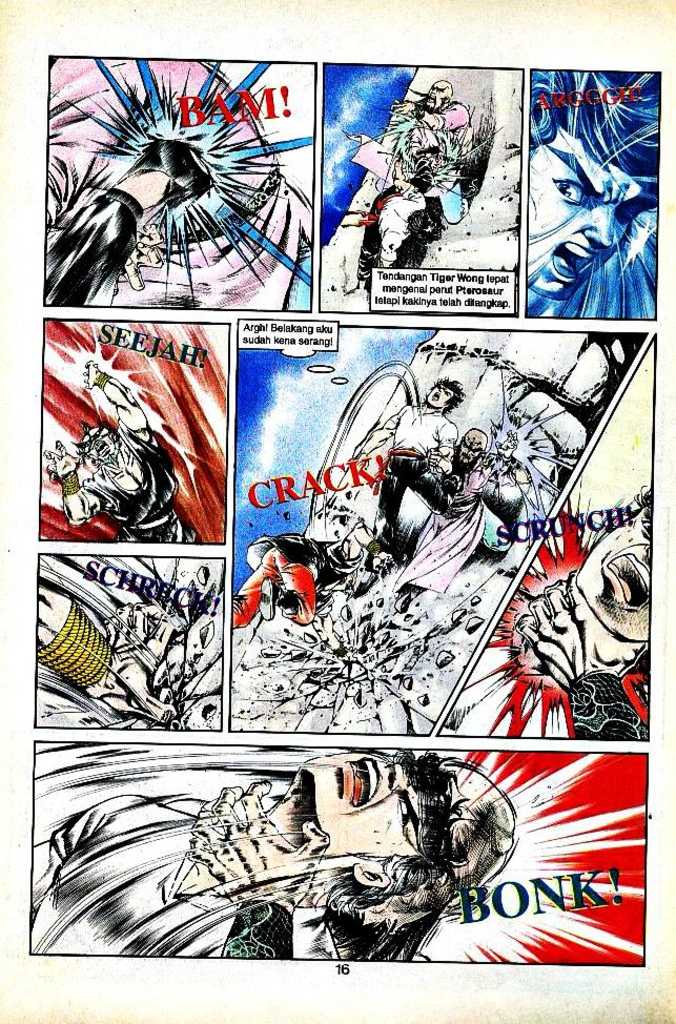 BAM!
Tendangan Tiger Wong tepat
mengenai perut Pterosaur
tetapi kakinya telah ditangkap.
ARGGGH!
SEEJAH!
Argh! Belakang aku
sudah kena serang!
CRACK!
SCRUNCH!
SCHRECK!
BONK!
16